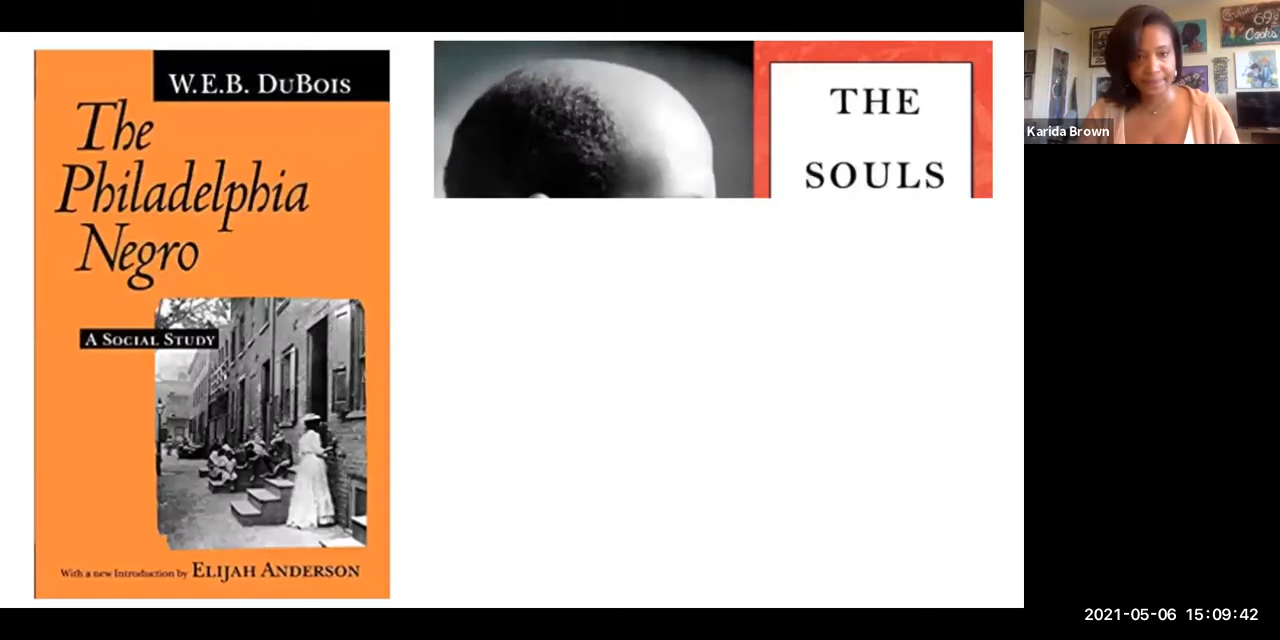 W.E.B. DuBois
The
Philadelphia
Negro
A Social Study
With a new Introduction by Elijah Anderson
THE
SOULS
Karida Brown
2021-05-06 15:09:42